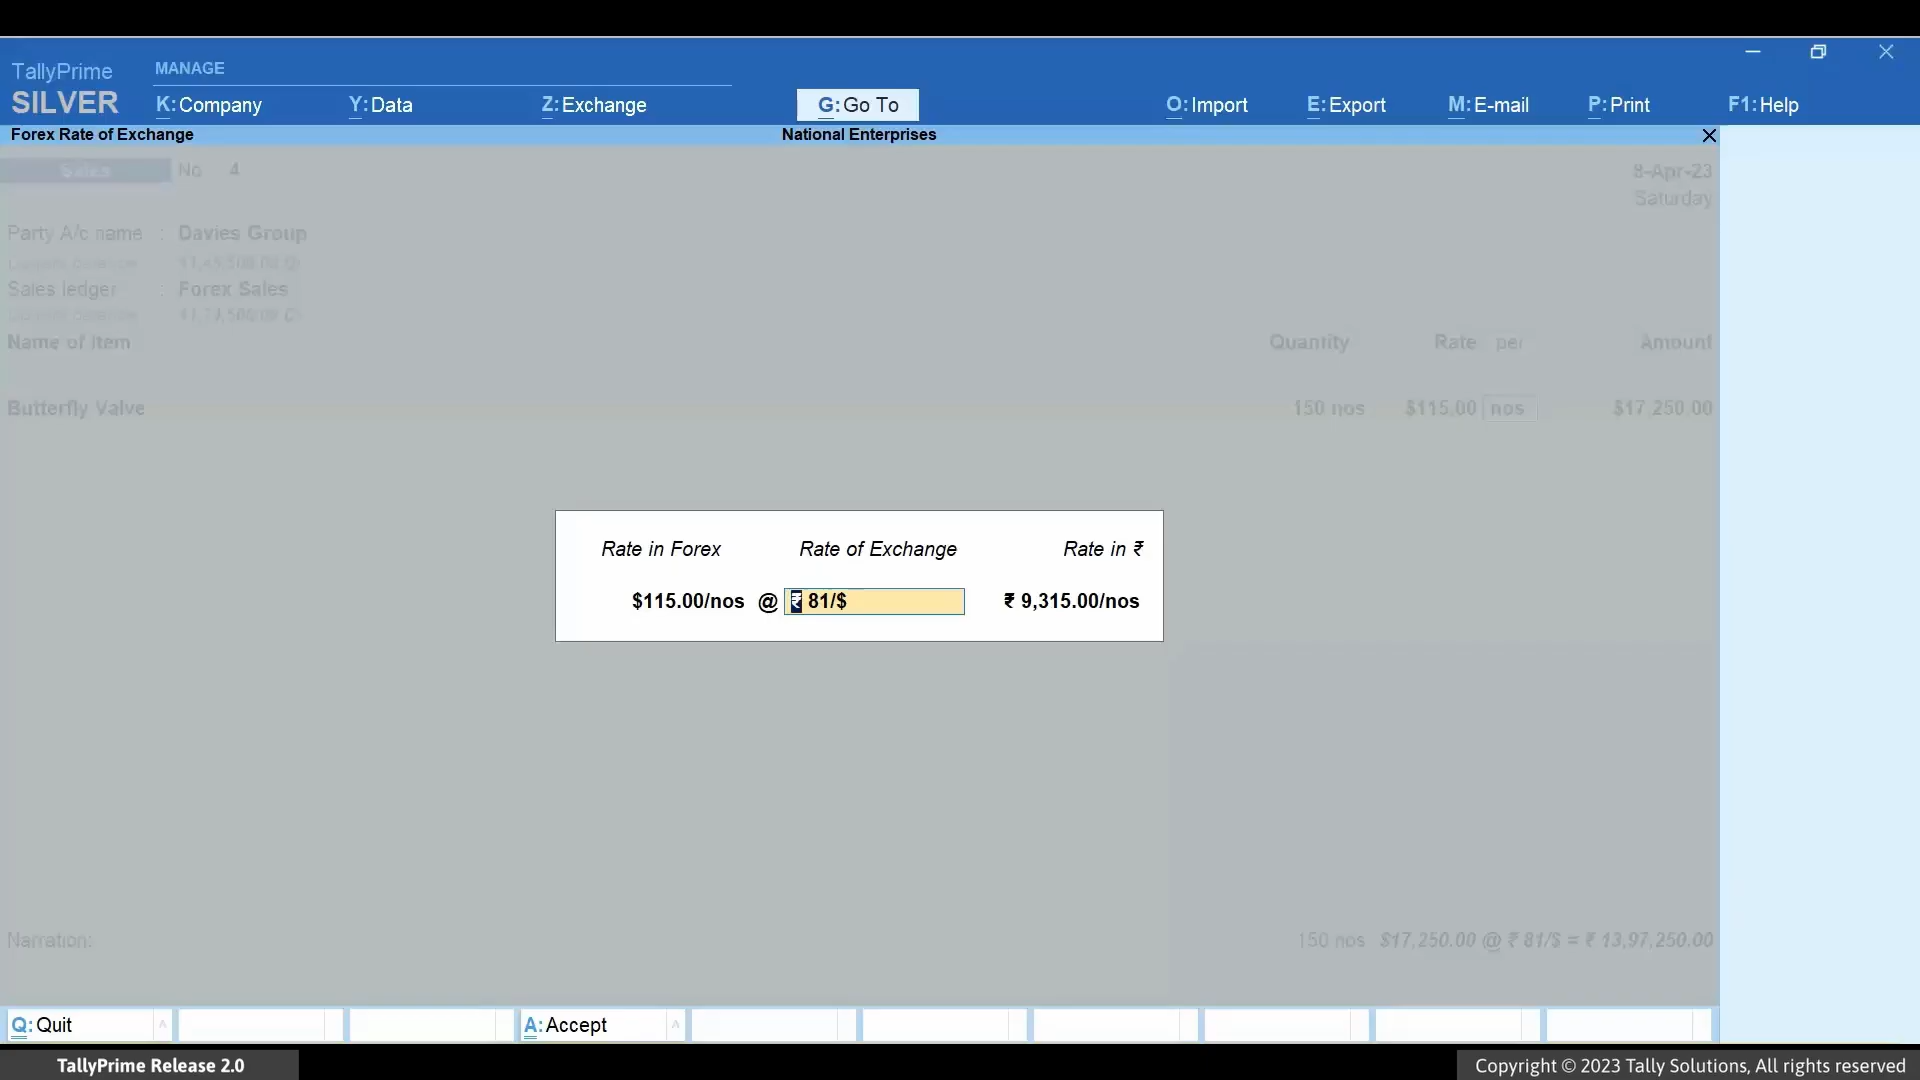 TallyPrime
MANAGE
SILVER
K:Company Y:Data Z:Exchange G:Go To O:Import E:Export M:E-mail P:Print F1:Help
Forex Rate of Exchange National Enterprises
Sales No 4 8-Apr-23
Saturday
Party A/c name : Davies Group
Sales ledger : Forex Sales
Name of Item Quantity Rate per Amount
Butterfly Valve 150 nos $115.00 nos $17,250.00
Rate in Forex Rate of Exchange Rate in ₹
$115.00/nos @ ₹ 81/$ ₹ 9,315.00/nos
Narration: 150 nos $17,250.00 @ ₹ 81/$ = ₹ 13,97,250.00
Q:Quit A:Accept
TallyPrime Release 2.0 Copyright © 2023 Tally Solutions, All rights reserved